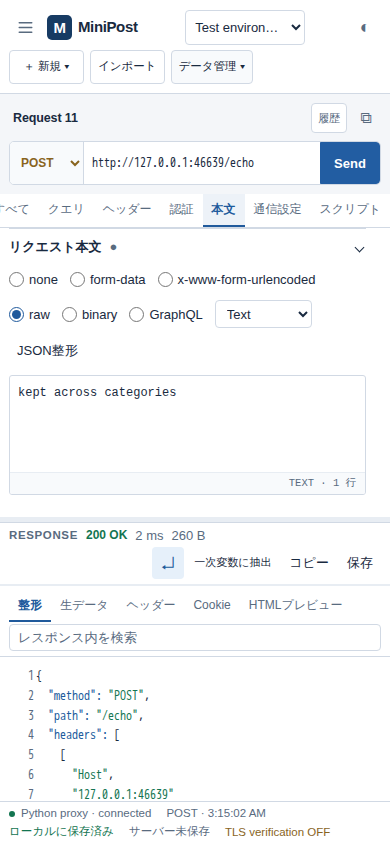 M MiniPost Test environ…
＋ 新規 ▾ インポート データ管理 ▾
Request 11 履歴
POST http://127.0.0.1:46639/echo Send
べて クエリ ヘッダー 認証 本文 通信設定 スクリプト
リクエスト本文
none form-data x-www-form-urlencoded
raw binary GraphQL Text
JSON整形
kept across categories
TEXT · 1 行
RESPONSE 200 OK 2 ms 260 B
一次変数に抽出 コピー 保存
整形 生データ ヘッダー Cookie HTMLプレビュー
レスポンス内を検索
1 {
2 "method": "POST",
3 "path": "/echo",
4 "headers": [
5 [
6 "Host",
7 "127.0.0.1:46639"
Python proxy · connected POST · 3:15:02 AM
ローカルに保存済み サーバー未保存 TLS verification OFF